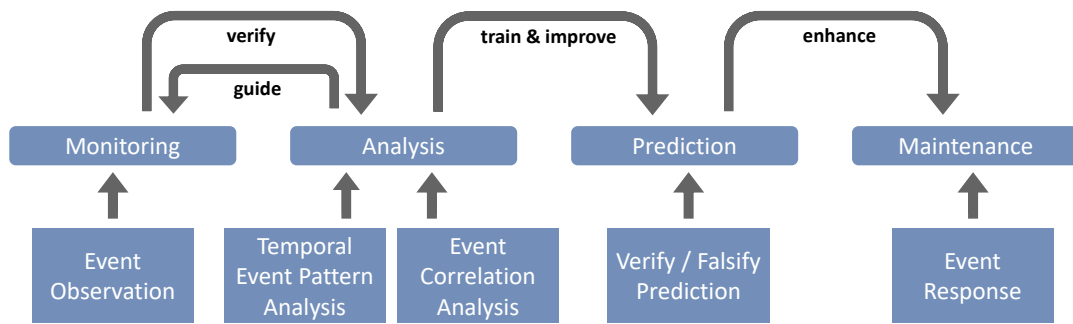 verify
train & improve
enhance
guide
Monitoring
Analysis
Prediction
Maintenance
Event
Observation
Temporal
Event Pattern
Analysis
Event
Correlation
Analysis
Verify / Falsify
Prediction
Event
Response